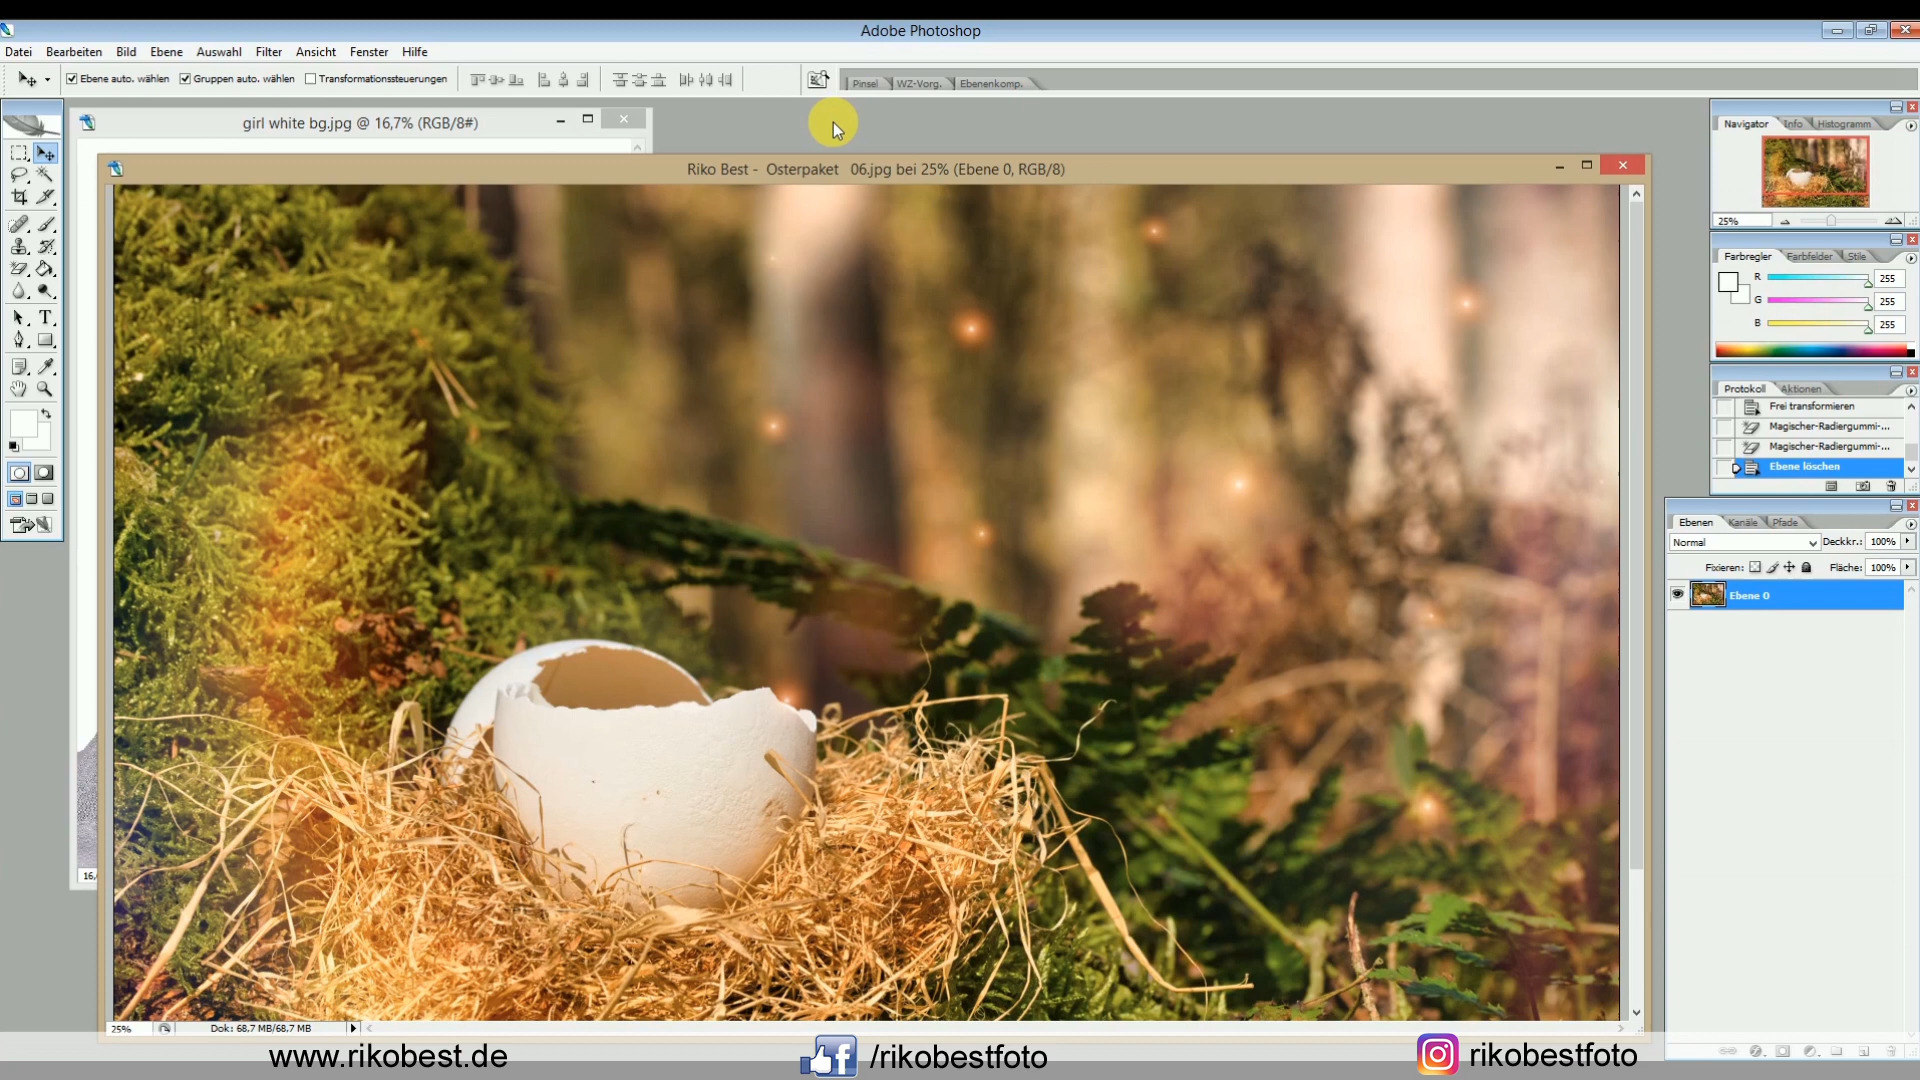 Adobe Photoshop
Datei Bearbeiten Bild Ebene Auswahl Filter Ansicht Fenster Hilfe
Ebene auto. wählen Gruppen auto. wählen Transformationssteuerungen Pinsel WZ-Vorg. Ebenenkomp.
girl white bg.jpg @ 16,7% (RGB/8#)
Riko Best - Osterpaket 06.jpg bei 25% (Ebene 0, RGB/8)
Navigator Info Histogramm
25%
Farbregler Farbfelder Stile
R 255
G 255
B 255
Protokoll Aktionen
Frei transformieren
Magischer-Radiergummi-...
Magischer-Radiergummi-...
Ebene löschen
Ebenen Kanäle Pfade
Normal Deckkr.: 100%
Fixieren: Fläche: 100%
Ebene 0
16,
25% Dok: 68,7 MB/68,7 MB
www.rikobest.de /rikobestfoto rikobestfoto